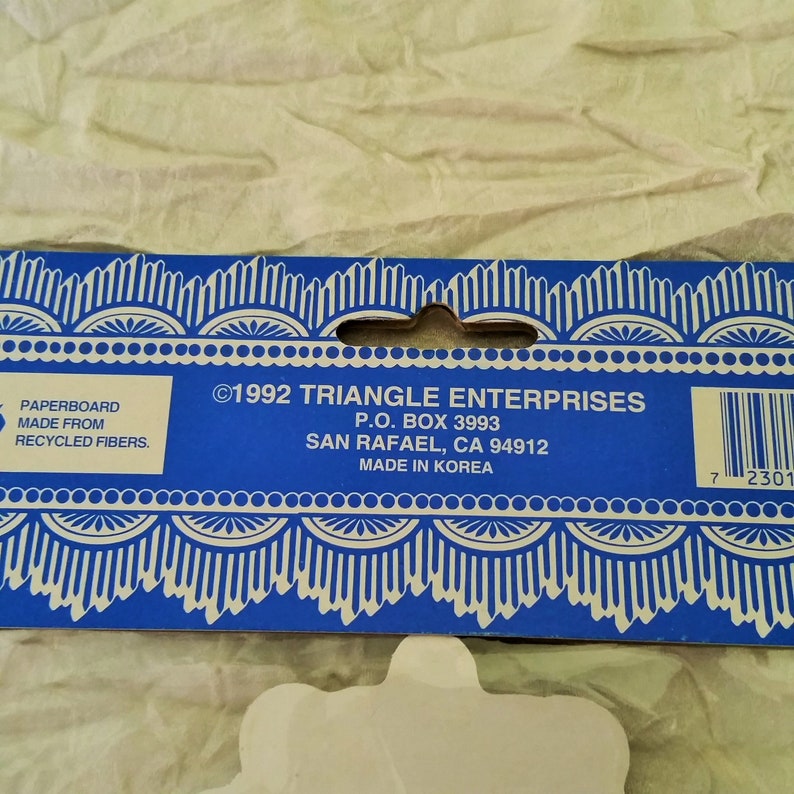 PAPERBOARD
MADE FROM
RECYCLED FIBERS.
©1992 TRIANGLE ENTERPRISES
P.O. BOX 3993
SAN RAFAEL, CA 94912
MADE IN KOREA
7 2301